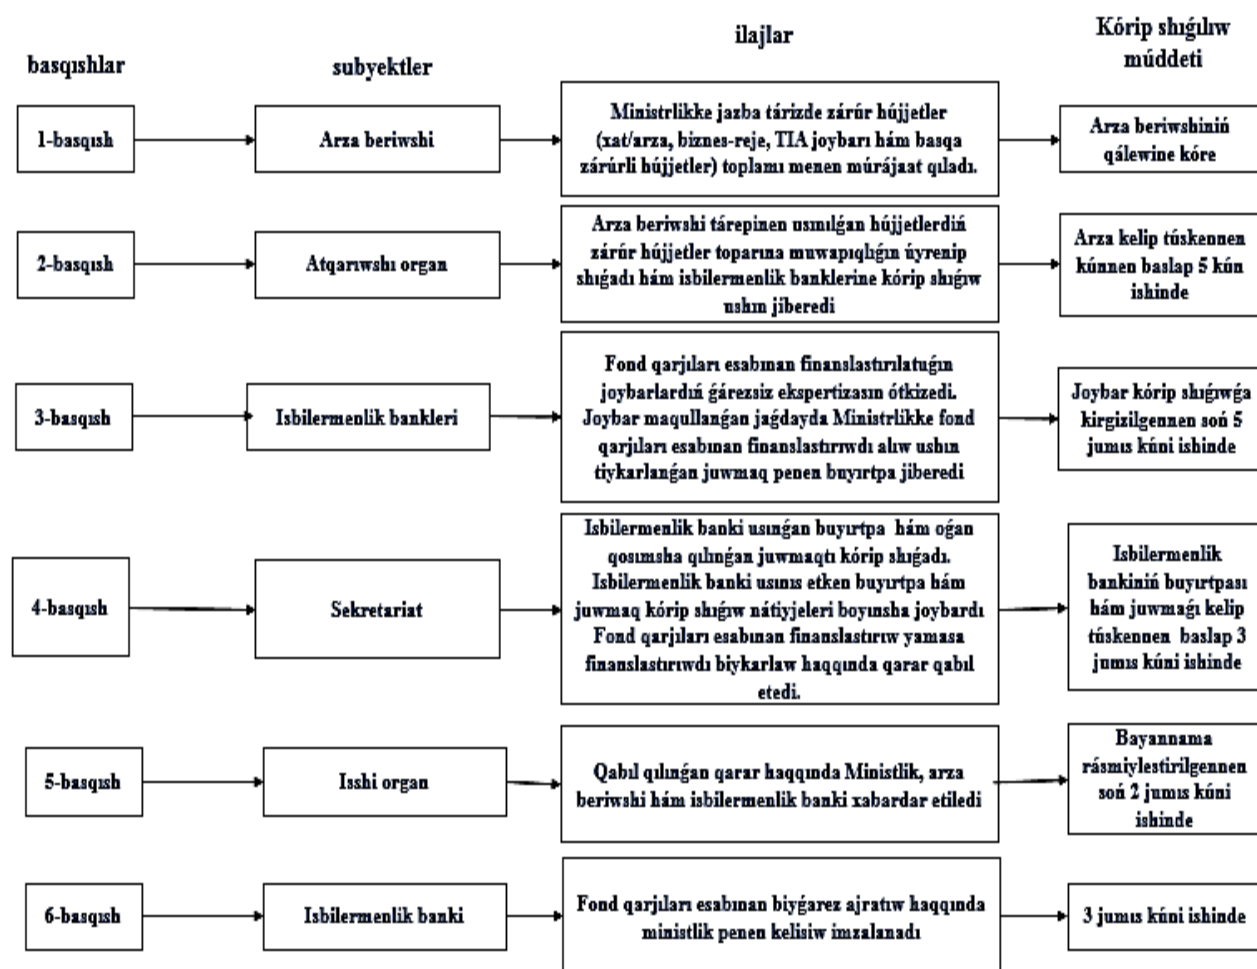 basqıshlar
subyektler
ilajlar
Kórip shıǵılıw
múddeti
1-basqısh
Arza beriwshi
Ministrlikke jazba tárizde zárúr hújjetler
(xat/arza, biznes-reje, TIA joybarı hám basqa
zárúrli hújjetler) toplamı menen múrájaat qıladı.
Arza beriwshiniń
qálewine kóre
2-basqısh
Atqarıwshı organ
Arza beriwshi tárepinen usınılǵan hújjetlerdiń
zárúr hújjetler toparına muwapıqlıǵın úyrenip
shıǵadı hám isbilermenlik banklerine kórip shıǵıw
ushın jiberedi
Arza kelip túskennen
kúnnen baslap 5 kún
ishinde
3-basqısh
Isbilermenlik bankleri
Fond qarjıları esabınan finanslastırılatuǵın
joybarlardıń ǵárezsiz ekspertizasın ótkizedi.
Joybar maqullanǵan jaǵdayda Ministrlikke fond
qarjıları esabınan finanslastırıwdı alıw ushın
tiykarlanǵan juwmaq penen buyırtpa jiberedi
Joybar kórip shıǵıwǵa
kirgizilgennen soń 5
jumıs kúni ishinde
4-basqısh
Sekretariat
Isbilermenlik banki usınǵan buyırtpa hám oǵan
qosımsha qılınǵan juwmaqtı kórip shıǵadı.
Isbilermenlik banki usınıs etken buyırtpa hám
juwmaq kórip shıǵıw nátiyjeleri boyınsha joybardı
Fond qarjıları esabınan finanslastırıw yamasa
finanslastırıwdı biykarlaw haqqında qarar qabıl
etedi.
Isbilermenlik
bankiniń buyırtpası
hám juwmaǵı kelip
túskennen baslap 3
jumıs kúni ishinde
5-basqısh
Isshi organ
Qabıl qılınǵan qarar haqqında Ministlik, arza
beriwshi hám isbilermenlik banki xabardar etiledi
Bayannama
rásmiylestirilgennen
soń 2 jumıs kúni
ishinde
6-basqısh
Isbilermenlik banki
Fond qarjıları esabınan biyǵarez ajratıw haqqında
ministlik penen kelisiw imzalanadı
3 jumıs kúni ishinde